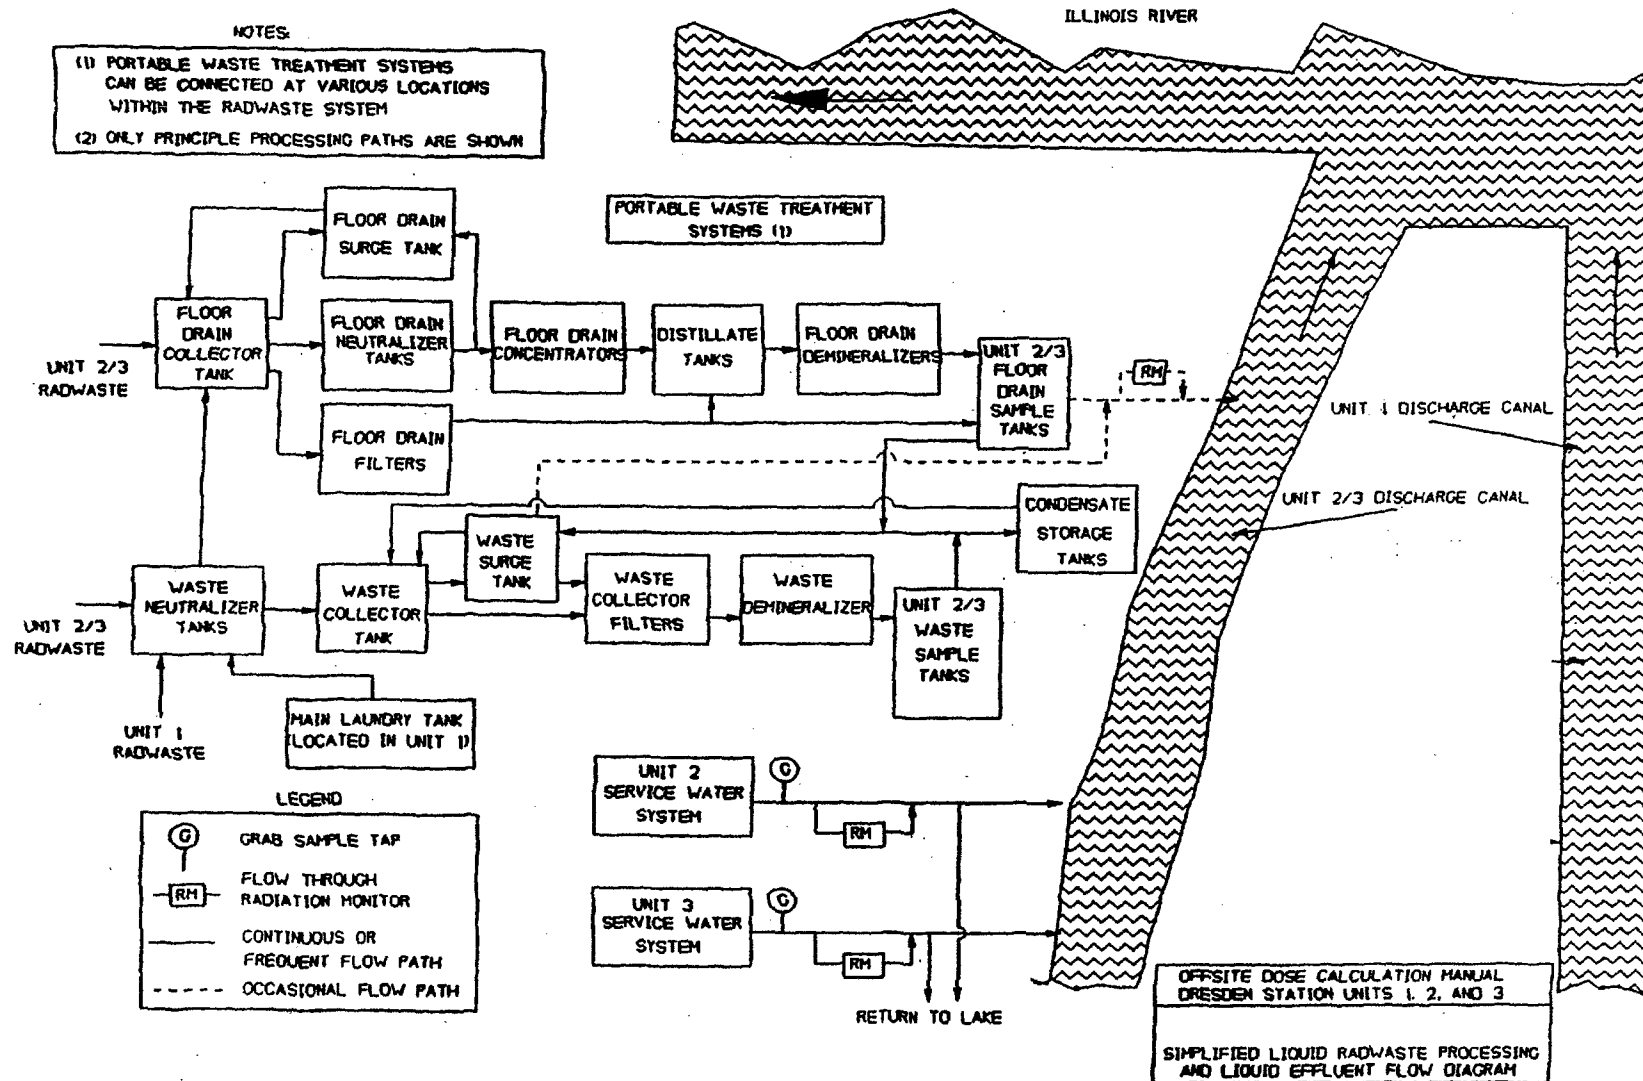 ILLINOIS RIVER
NOTES:
(1) PORTABLE WASTE TREATMENT SYSTEMS
CAN BE CONNECTED AT VARIOUS LOCATIONS
WITHIN THE RADWASTE SYSTEM
(2) ONLY PRINCIPLE PROCESSING PATHS ARE SHOWN
PORTABLE WASTE TREATMENT
SYSTEMS (1)
FLOOR DRAIN
SURGE TANK
FLOOR
DRAIN
COLLECTOR
TANK
UNIT 2/3
RADWASTE
FLOOR DRAIN
NEUTRALIZER
TANKS
FLOOR DRAIN
CONCENTRATORS
DISTILLATE
TANKS
FLOOR DRAIN
DEMINERALIZERS
UNIT 2/3
FLOOR
DRAIN
SAMPLE
TANKS
RM
UNIT 1 DISCHARGE CANAL
FLOOR DRAIN
FILTERS
UNIT 2/3 DISCHARGE CANAL
CONDENSATE
STORAGE
TANKS
WASTE
SURGE
TANK
WASTE
NEUTRALIZER
TANKS
UNIT 2/3
RADWASTE
WASTE
COLLECTOR
TANK
WASTE
COLLECTOR
FILTERS
WASTE
DEMINERALIZER
UNIT 2/3
WASTE
SAMPLE
TANKS
UNIT 1
RADWASTE
MAIN LAUNDRY TANK
(LOCATED IN UNIT 1)
UNIT 2
SERVICE WATER
SYSTEM
G
RM
UNIT 3
SERVICE WATER
SYSTEM
G
RM
RETURN TO LAKE
LEGEND
G GRAB SAMPLE TAP
RM FLOW THROUGH
RADIATION MONITOR
CONTINUOUS OR
FREQUENT FLOW PATH
OCCASIONAL FLOW PATH
OFFSITE DOSE CALCULATION MANUAL
DRESDEN STATION UNITS 1, 2, AND 3
SIMPLIFIED LIQUID RADWASTE PROCESSING
AND LIQUID EFFLUENT FLOW DIAGRAM